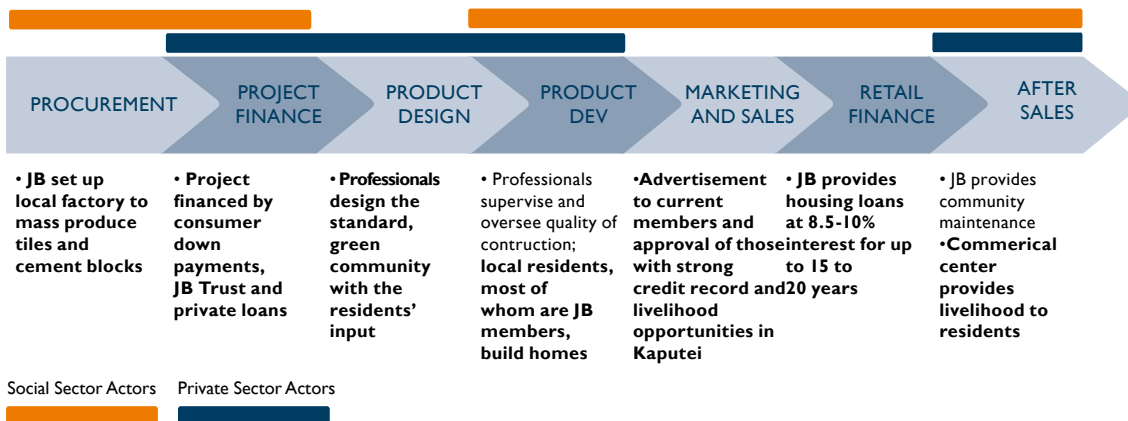 PROCUREMENT
PROJECT
FINANCE
PRODUCT
DESIGN
PRODUCT
DEV
MARKETING
AND SALES
RETAIL
FINANCE
AFTER
SALES
• JB set up
local factory to
mass produce
tiles and
cement blocks
• Project
financed by
consumer
down
payments,
JB Trust and
private loans
• Professionals
design the
standard,
green
community
with the
residents'
input
• Professionals
supervise and
oversee quality of
contruction;
local residents,
most of
whom are JB
members,
build homes
•Advertisement
to current
members and
approval of those
with strong
credit record and
livelihood
opportunities in
Kaputei
• JB provides
housing loans
at 8.5-10%
interest for up
to 15 to
20 years
• JB provides
community
maintenance
•Commerical
center
provides
livelihood to
residents
Social Sector Actors
Private Sector Actors